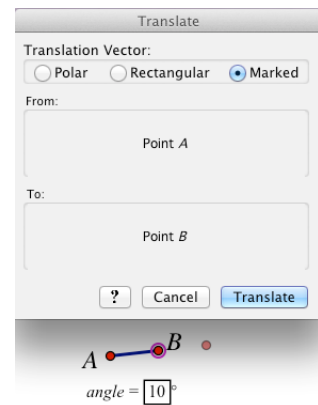 Translate
Translation Vector:
Polar Rectangular Marked
From:
Point A
To:
Point B
? Cancel Translate
A B
angle = 10°